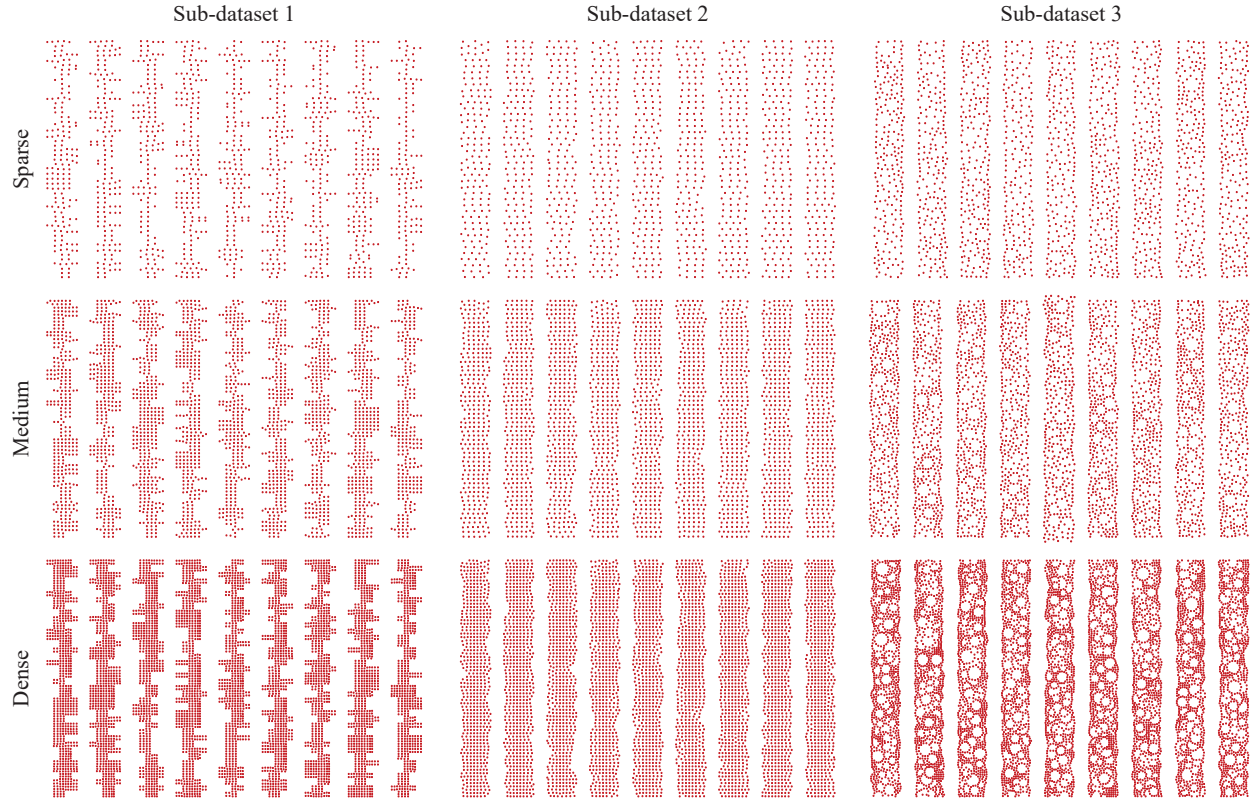 Sub-dataset 1
Sub-dataset 2
Sub-dataset 3
Sparse
Medium
Dense